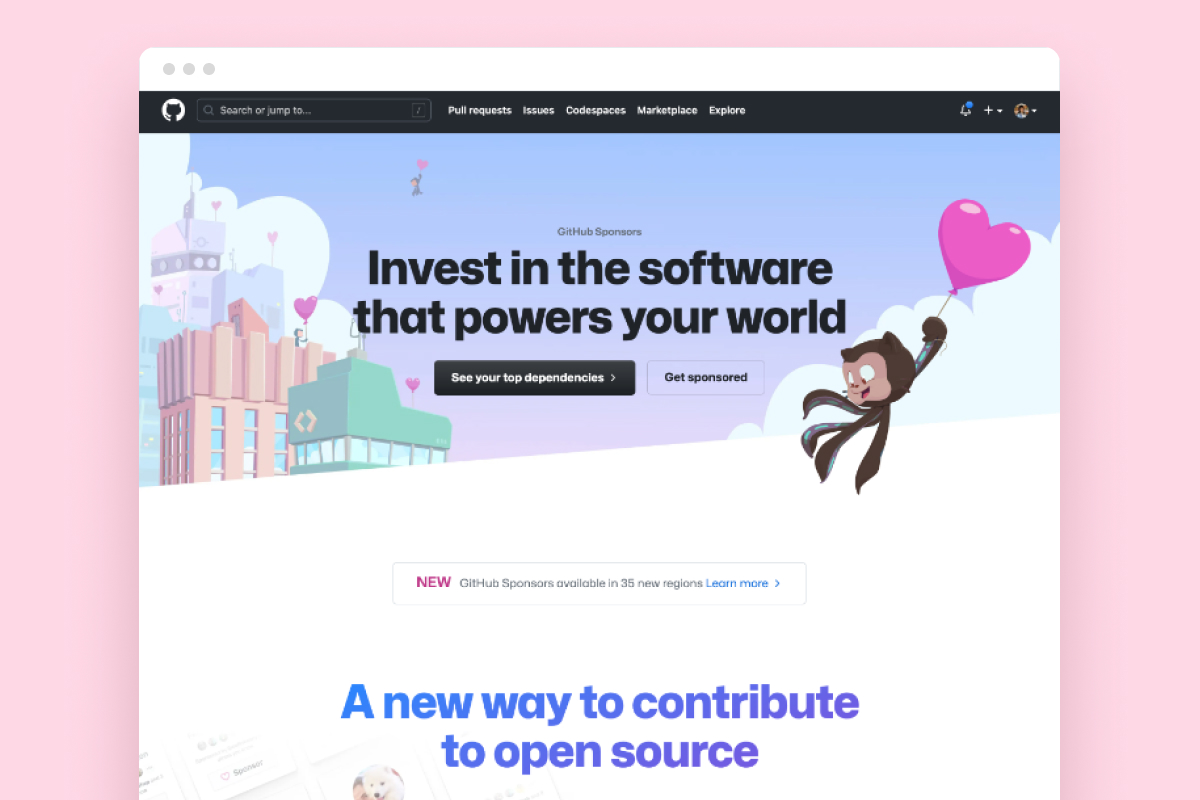 Search or jump to... /
Pull requests Issues Codespaces Marketplace Explore
GitHub Sponsors
Invest in the software
that powers your world
See your top dependencies >
Get sponsored
NEW GitHub Sponsors available in 35 new regions Learn more >
A new way to contribute
to open source
Sponsor